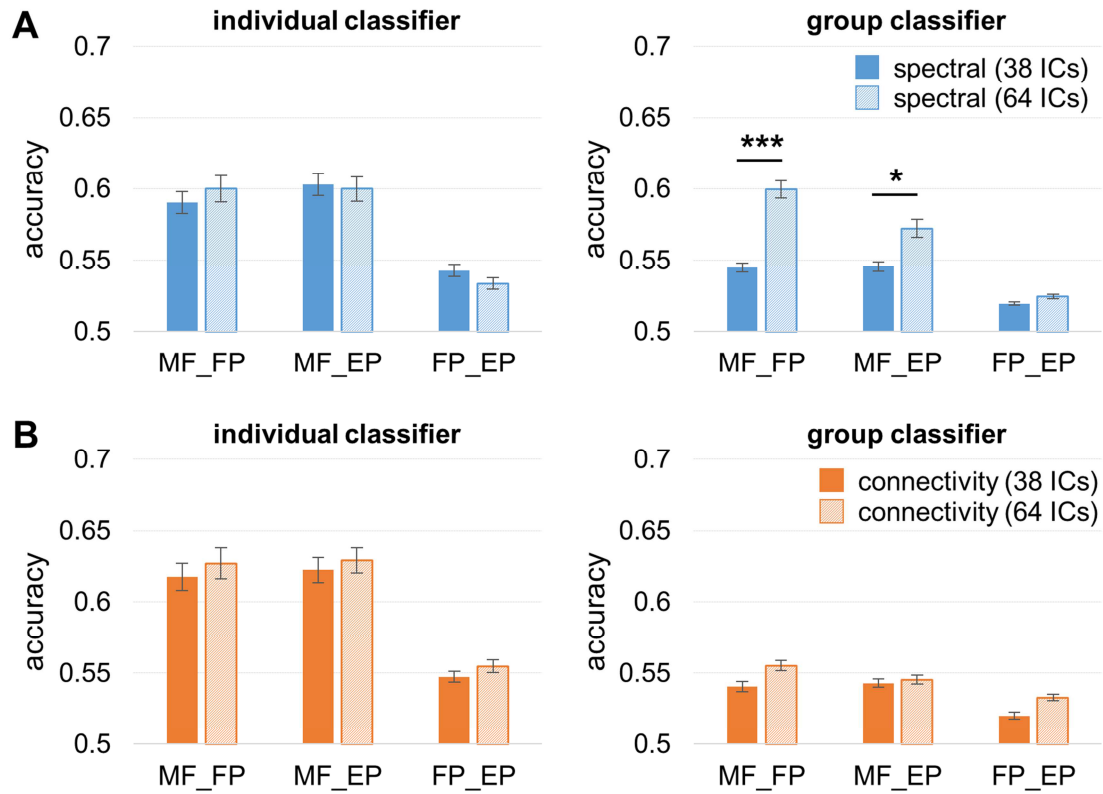 A
individual classifier
0.7
0.65
0.6
0.55
0.5
accuracy
MF_FP MF_EP FP_EP
group classifier
0.7
0.65
0.6
0.55
0.5
accuracy
spectral (38 ICs)
spectral (64 ICs)
***
*
MF_FP MF_EP FP_EP
B
individual classifier
0.7
0.65
0.6
0.55
0.5
accuracy
MF_FP MF_EP FP_EP
group classifier
0.7
0.65
0.6
0.55
0.5
accuracy
connectivity (38 ICs)
connectivity (64 ICs)
MF_FP MF_EP FP_EP